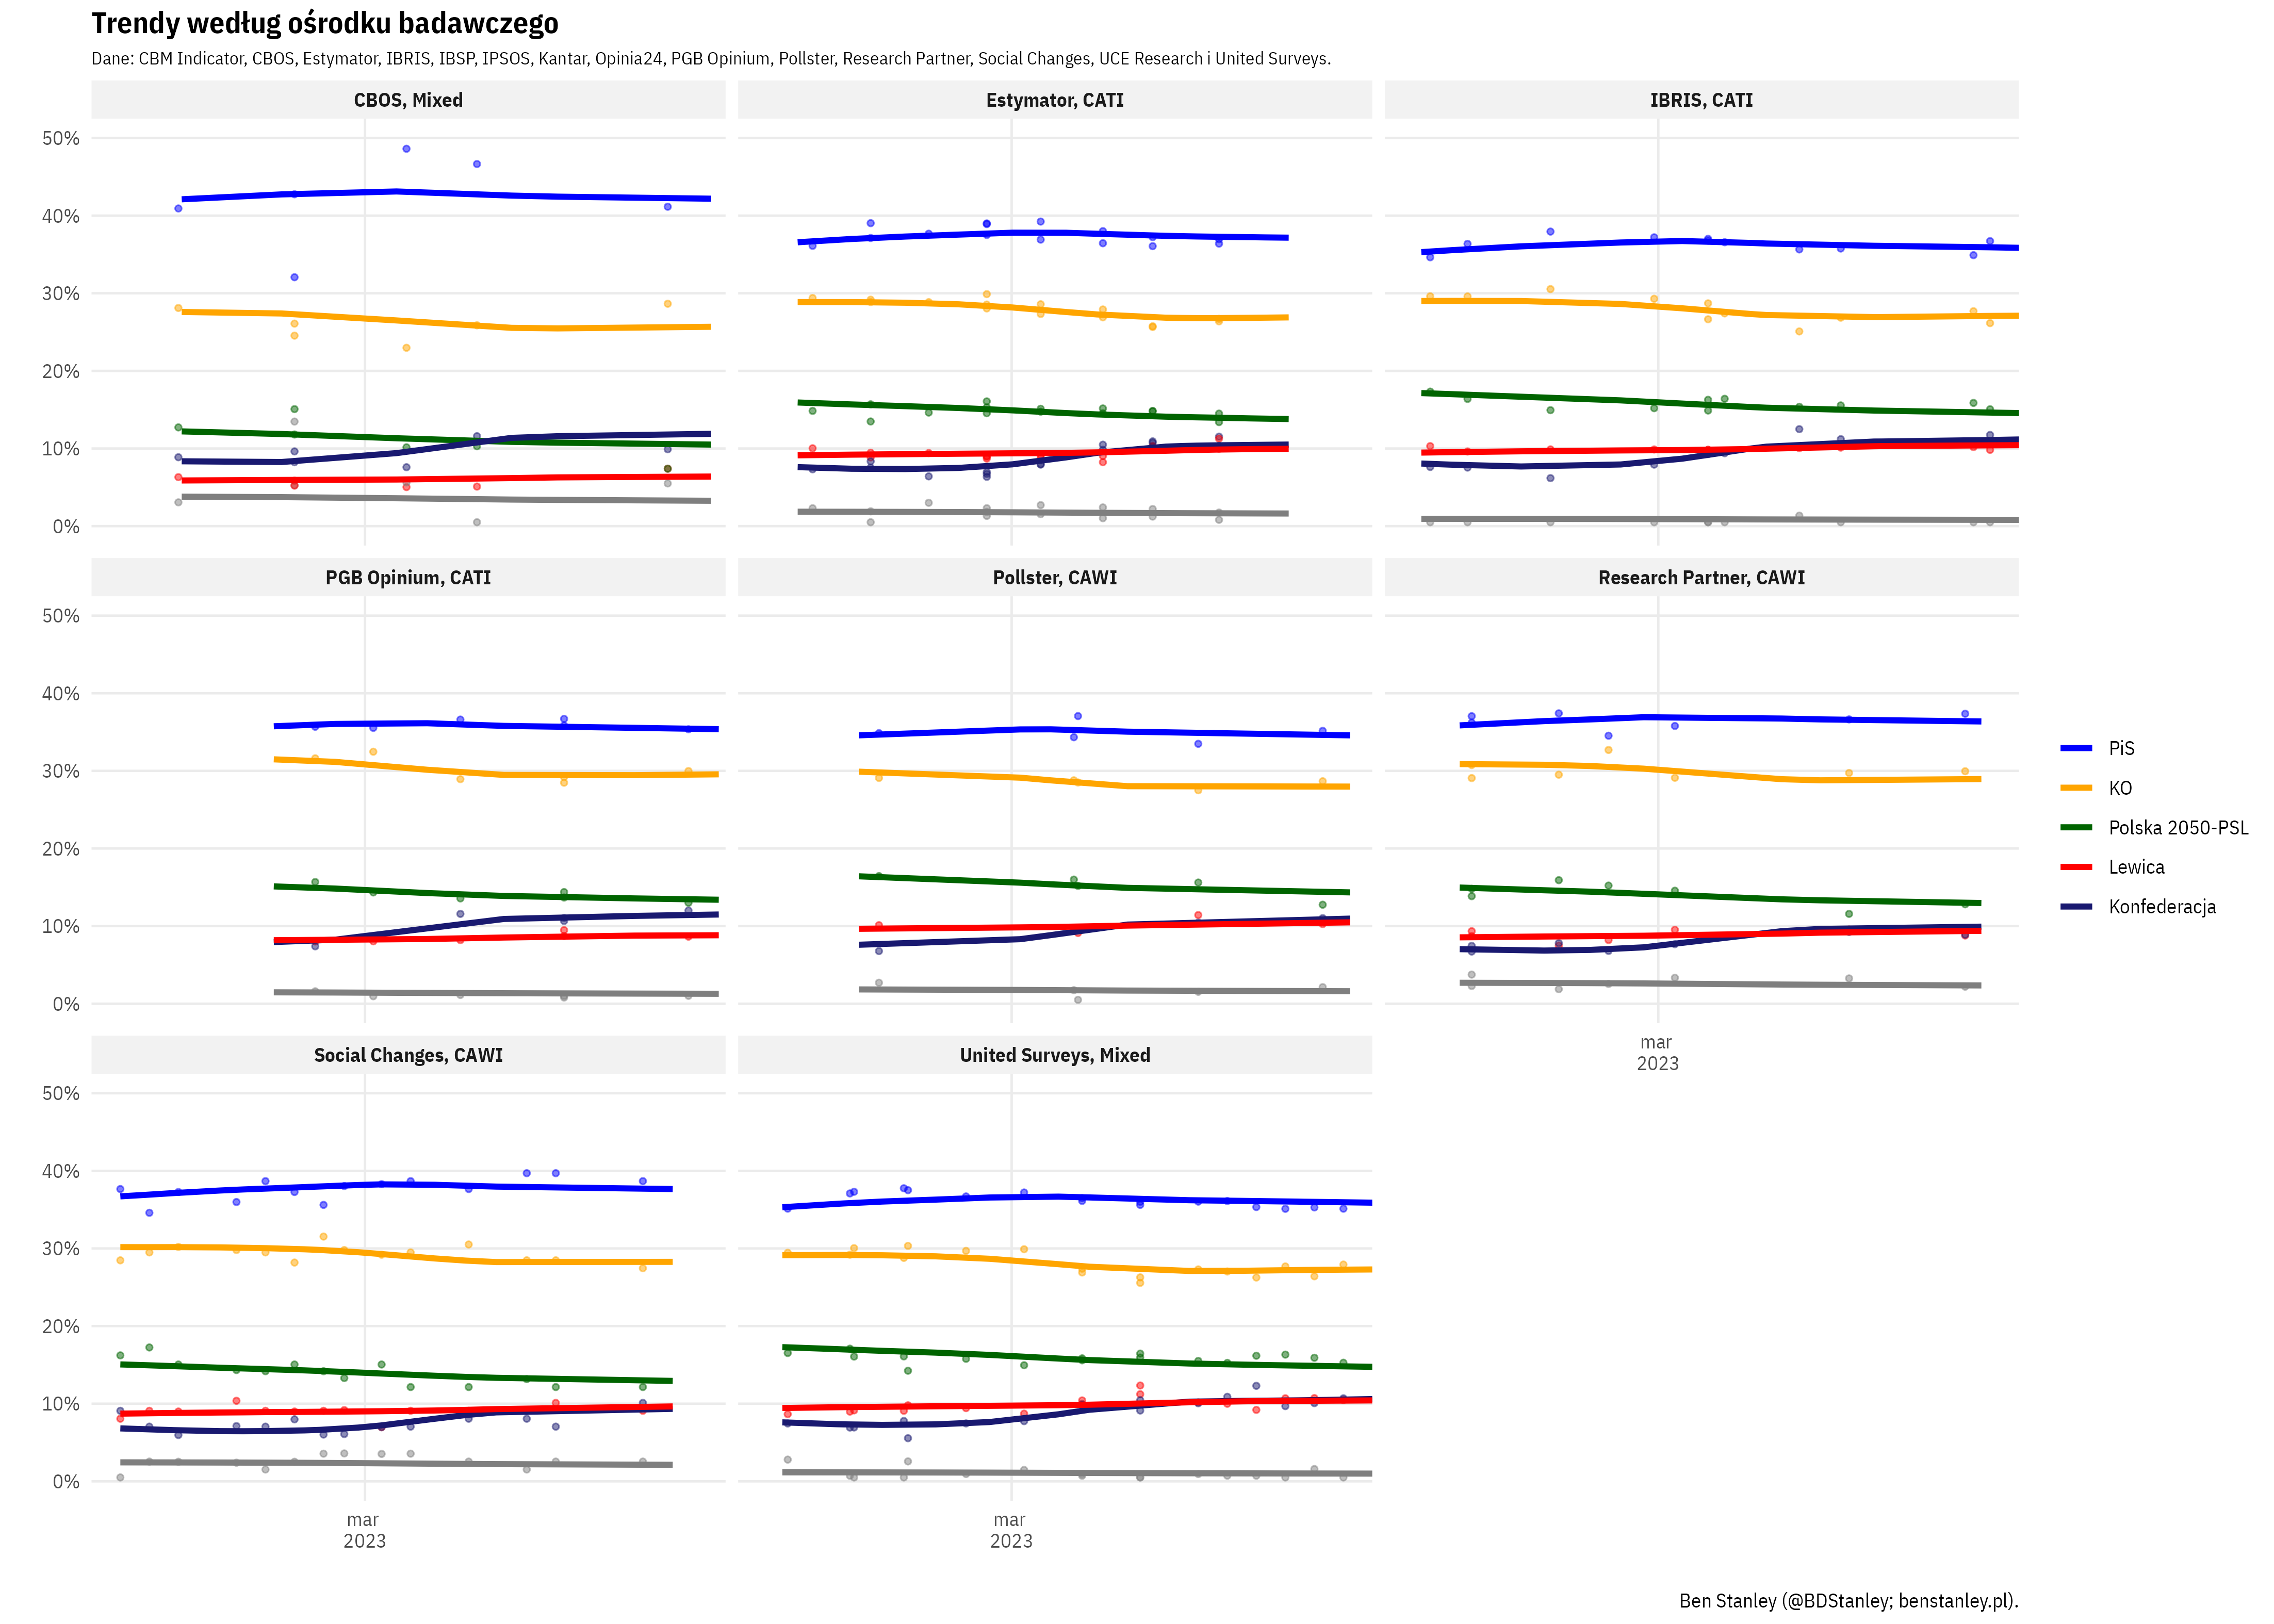 Trendy według ośrodku badawczego
Dane: CBM Indicator, CBOS, Estymator, IBRIS, IBSP, IPSOS, Kantar, Opinia24, PGB Opinium, Pollster, Research Partner, Social Changes, UCE Research i United Surveys.
CBOS, Mixed
Estymator, CATI
IBRIS, CATI
50%
40%
30%
20%
10%
0%
PGB Opinium, CATI
Pollster, CAWI
Research Partner, CAWI
50%
40%
30%
20%
10%
0%
mar
2023
PiS
KO
Polska 2050-PSL
Lewica
Konfederacja
Social Changes, CAWI
United Surveys, Mixed
50%
40%
30%
20%
10%
0%
mar
2023
mar
2023
Ben Stanley (@BDStanley; benstanley.pl).